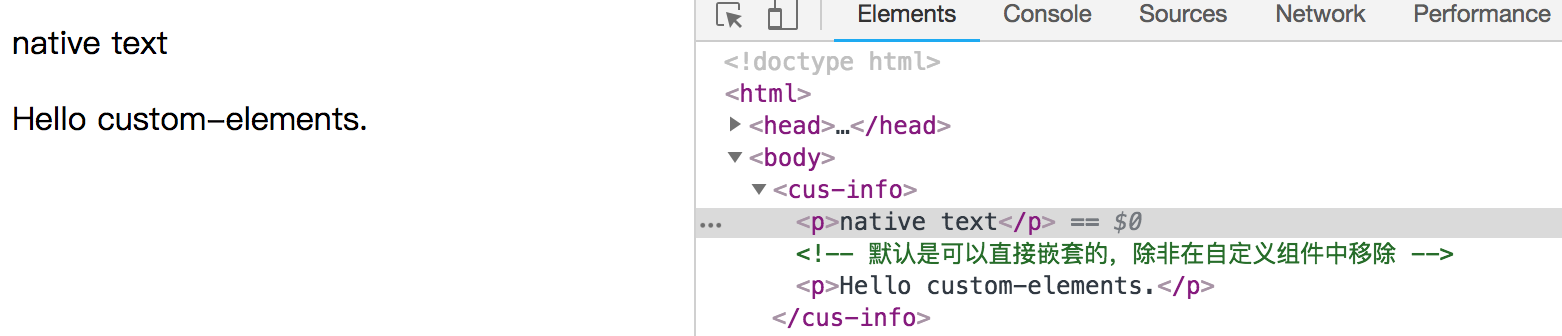 native text
Hello custom-elements.
Elements Console Sources Network Performance
<!doctype html>
<html>
<head>…</head>
<body>
<cus-info>
<p>native text</p> == $0
<!-- 默认是可以直接嵌套的，除非在自定义组件中移除 -->
<p>Hello custom-elements.</p>
</cus-info>